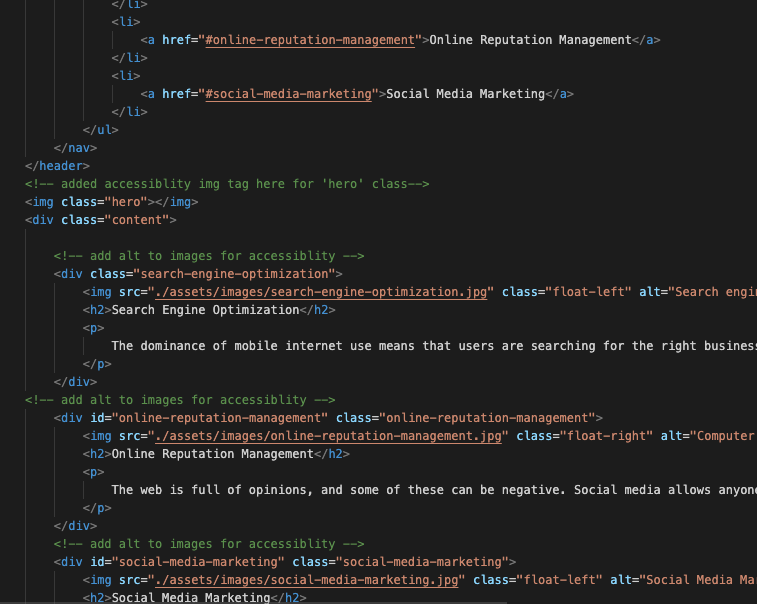 </li>
<li>
<a href="#online-reputation-management">Online Reputation Management</a>
</li>
<li>
<a href="#social-media-marketing">Social Media Marketing</a>
</li>
</ul>
</nav>
</header>
<!-- added accessiblity img tag here for 'hero' class-->
<img class="hero"></img>
<div class="content">
<!-- add alt to images for accessiblity -->
<div class="search-engine-optimization">
<img src="./assets/images/search-engine-optimization.jpg" class="float-left" alt="Search engin
<h2>Search Engine Optimization</h2>
<p>
The dominance of mobile internet use means that users are searching for the right business
</p>
</div>
<!-- add alt to images for accessiblity -->
<div id="online-reputation-management" class="online-reputation-management">
<img src="./assets/images/online-reputation-management.jpg" class="float-right" alt="Computer
<h2>Online Reputation Management</h2>
<p>
The web is full of opinions, and some of these can be negative. Social media allows anyone
</p>
</div>
<!-- add alt to images for accessiblity -->
<div id="social-media-marketing" class="social-media-marketing">
<img src="./assets/images/social-media-marketing.jpg" class="float-left" alt="Social Media Ma
<h2>Social Media Marketing</h2>